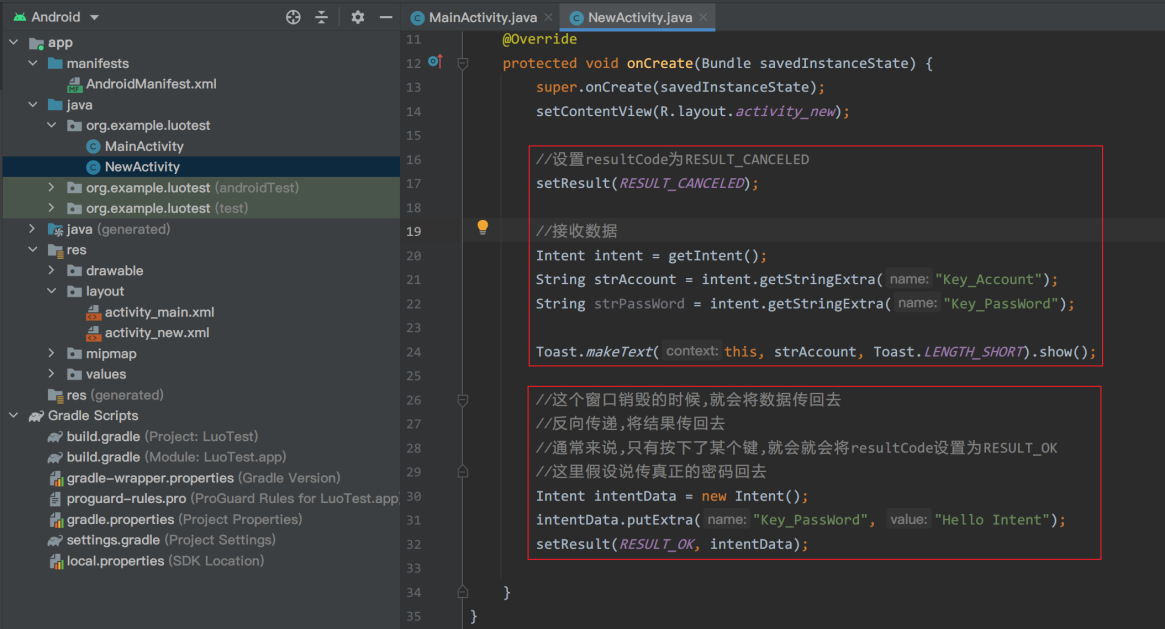 Android
app
manifests
AndroidManifest.xml
java
org.example.luotest
MainActivity
NewActivity
org.example.luotest (androidTest)
org.example.luotest (test)
java (generated)
res
drawable
layout
activity_main.xml
activity_new.xml
mipmap
values
res (generated)
Gradle Scripts
build.gradle (Project: LuoTest)
build.gradle (Module: LuoTest.app)
gradle-wrapper.properties (Gradle Version)
proguard-rules.pro (ProGuard Rules for LuoTest.app)
gradle.properties (Project Properties)
settings.gradle (Project Settings)
local.properties (SDK Location)
MainActivity.java
NewActivity.java
11 @Override
12 protected void onCreate(Bundle savedInstanceState) {
13 super.onCreate(savedInstanceState);
14 setContentView(R.layout.activity_new);
15
16 //设置resultCode为RESULT_CANCELED
17 setResult(RESULT_CANCELED);
18
19 //接收数据
20 Intent intent = getIntent();
21 String strAccount = intent.getStringExtra( name: "Key_Account");
22 String strPassWord = intent.getStringExtra( name: "Key_PassWord");
23
24 Toast.makeText( context: this, strAccount, Toast.LENGTH_SHORT).show();
25
26 //这个窗口销毁的时候,就会将数据传回去
27 //反向传递,将结果传回去
28 //通常来说,只有按下了某个键,就会就会将resultCode设置为RESULT_OK
29 //这里假设说传真正的密码回去
30 Intent intentData = new Intent();
31 intentData.putExtra( name: "Key_PassWord", value: "Hello Intent");
32 setResult(RESULT_OK, intentData);
33
34 }
35 }